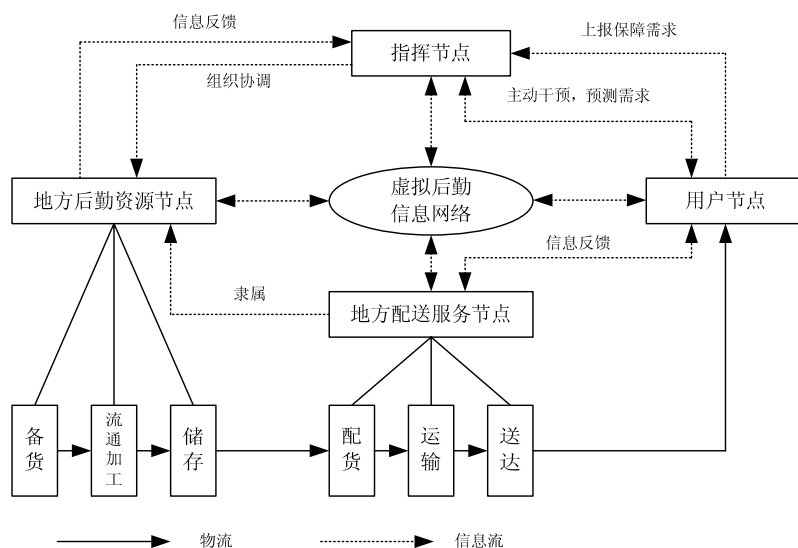 信息反馈
指挥节点
上报保障需求
组织协调
主动干预，预测需求
地方后勤资源节点
虚拟后勤
信息网络
用户节点
信息反馈
隶属
地方配送服务节点
备货
流通加工
储存
配货
运输
送达
物流
信息流